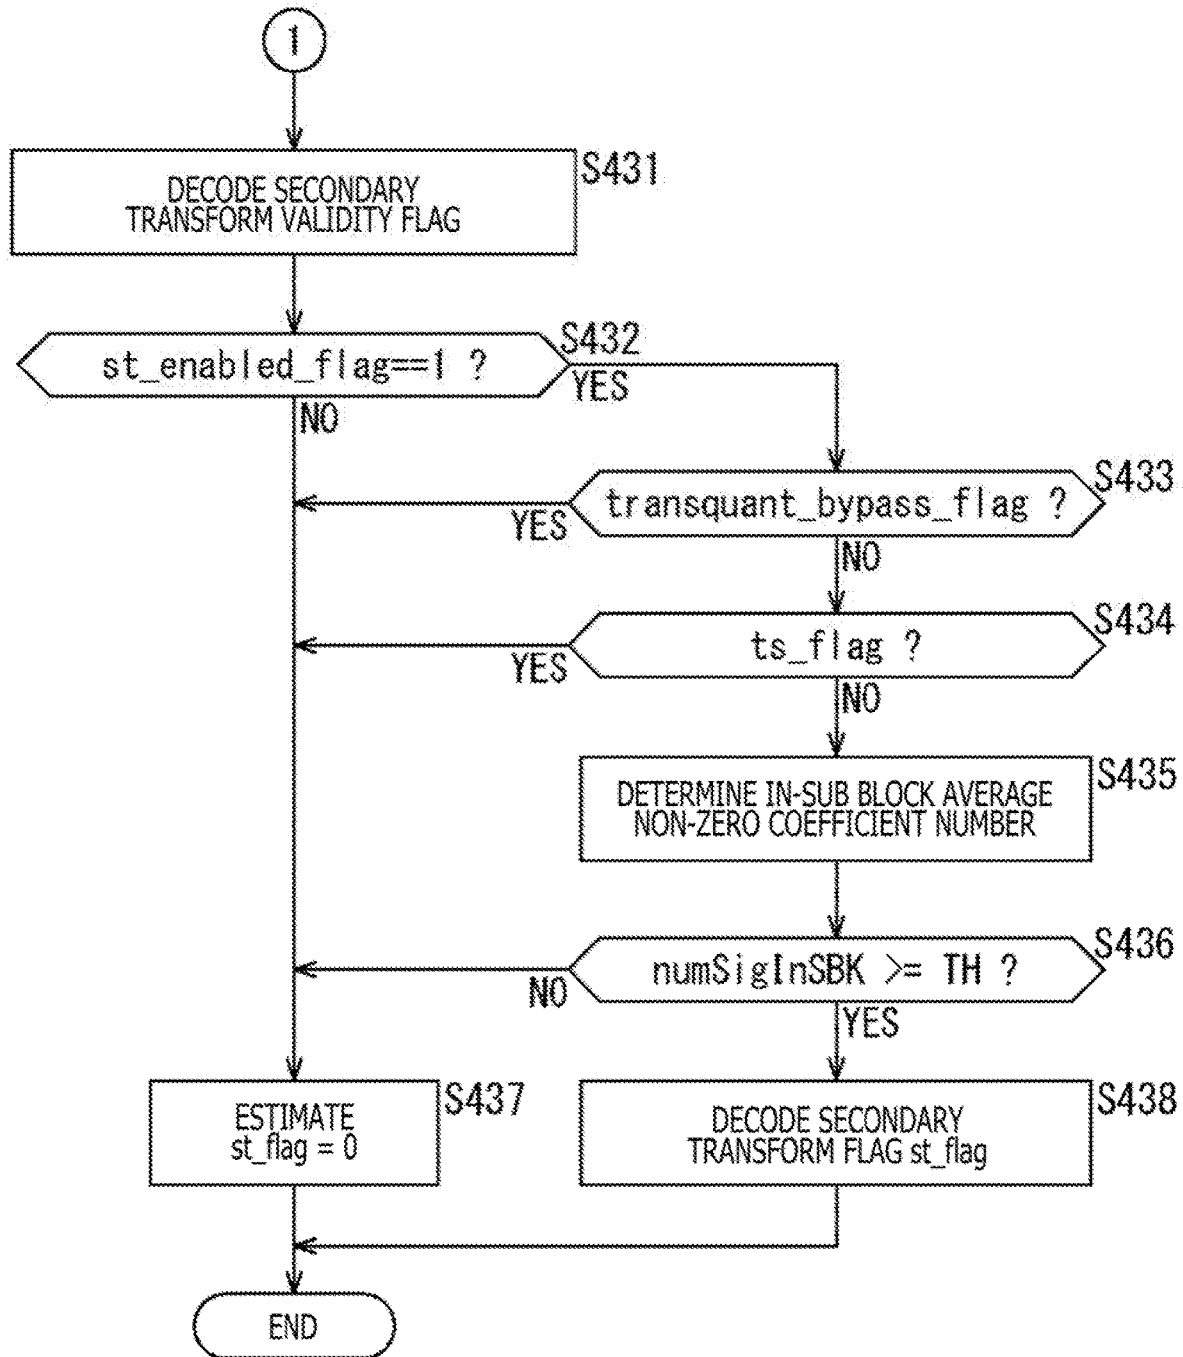 1
S431
DECODE SECONDARY
TRANSFORM VALIDITY FLAG
S432
st_enabled_flag==1 ?
YES
NO
S433
transquant_bypass_flag ?
YES
NO
S434
ts_flag ?
YES
NO
S435
DETERMINE IN-SUB BLOCK AVERAGE
NON-ZERO COEFFICIENT NUMBER
S436
numSigInSBK >= TH ?
NO
YES
S437
ESTIMATE
st_flag = 0
S438
DECODE SECONDARY
TRANSFORM FLAG st_flag
END